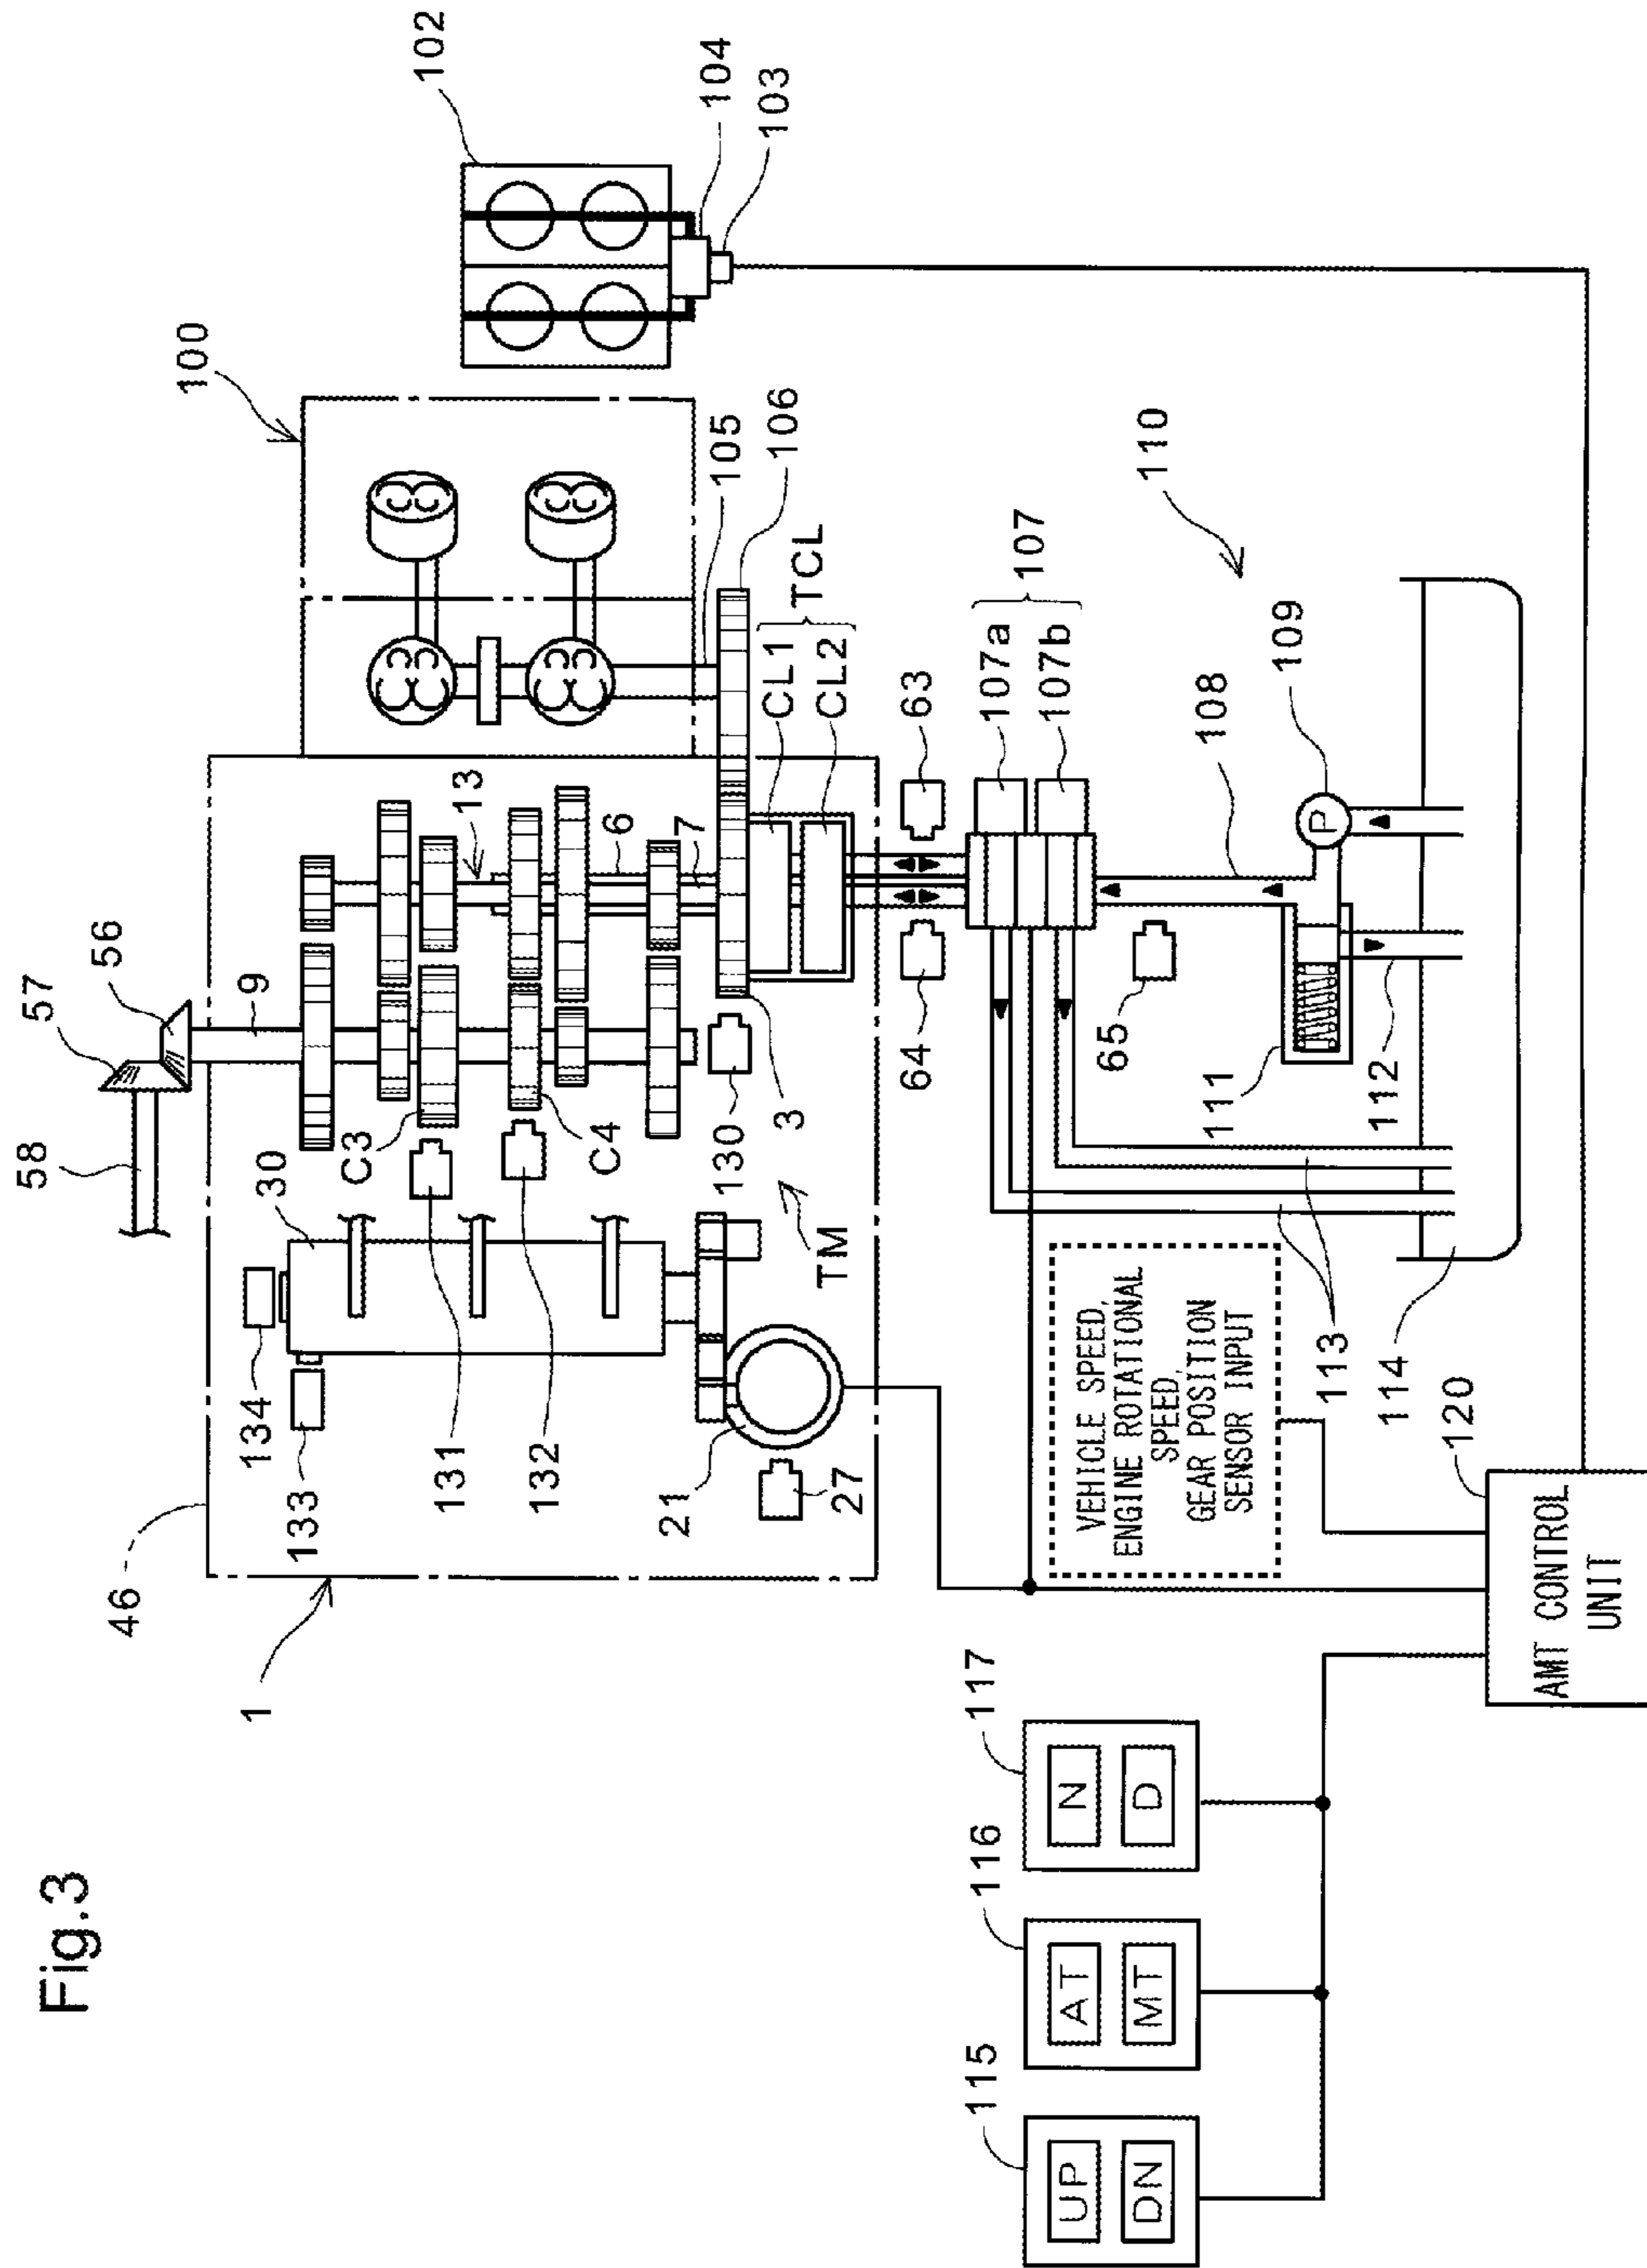 Fig.3
46
1
133
134
30
58
57
56
9
C3
C4
131
132
21
27
TM
130
3
13
6
7
100
102
104
103
105
106
CL1
CL2
TCL
63
64
65
107a
107b
107
110
108
109
P
111
112
113
114
120
VEHICLE SPEED,
ENGINE ROTATIONAL
SPEED,
GEAR POSITION
SENSOR INPUT
AMT CONTROL
UNIT
115
UP
DN
116
AT
MT
117
N
D